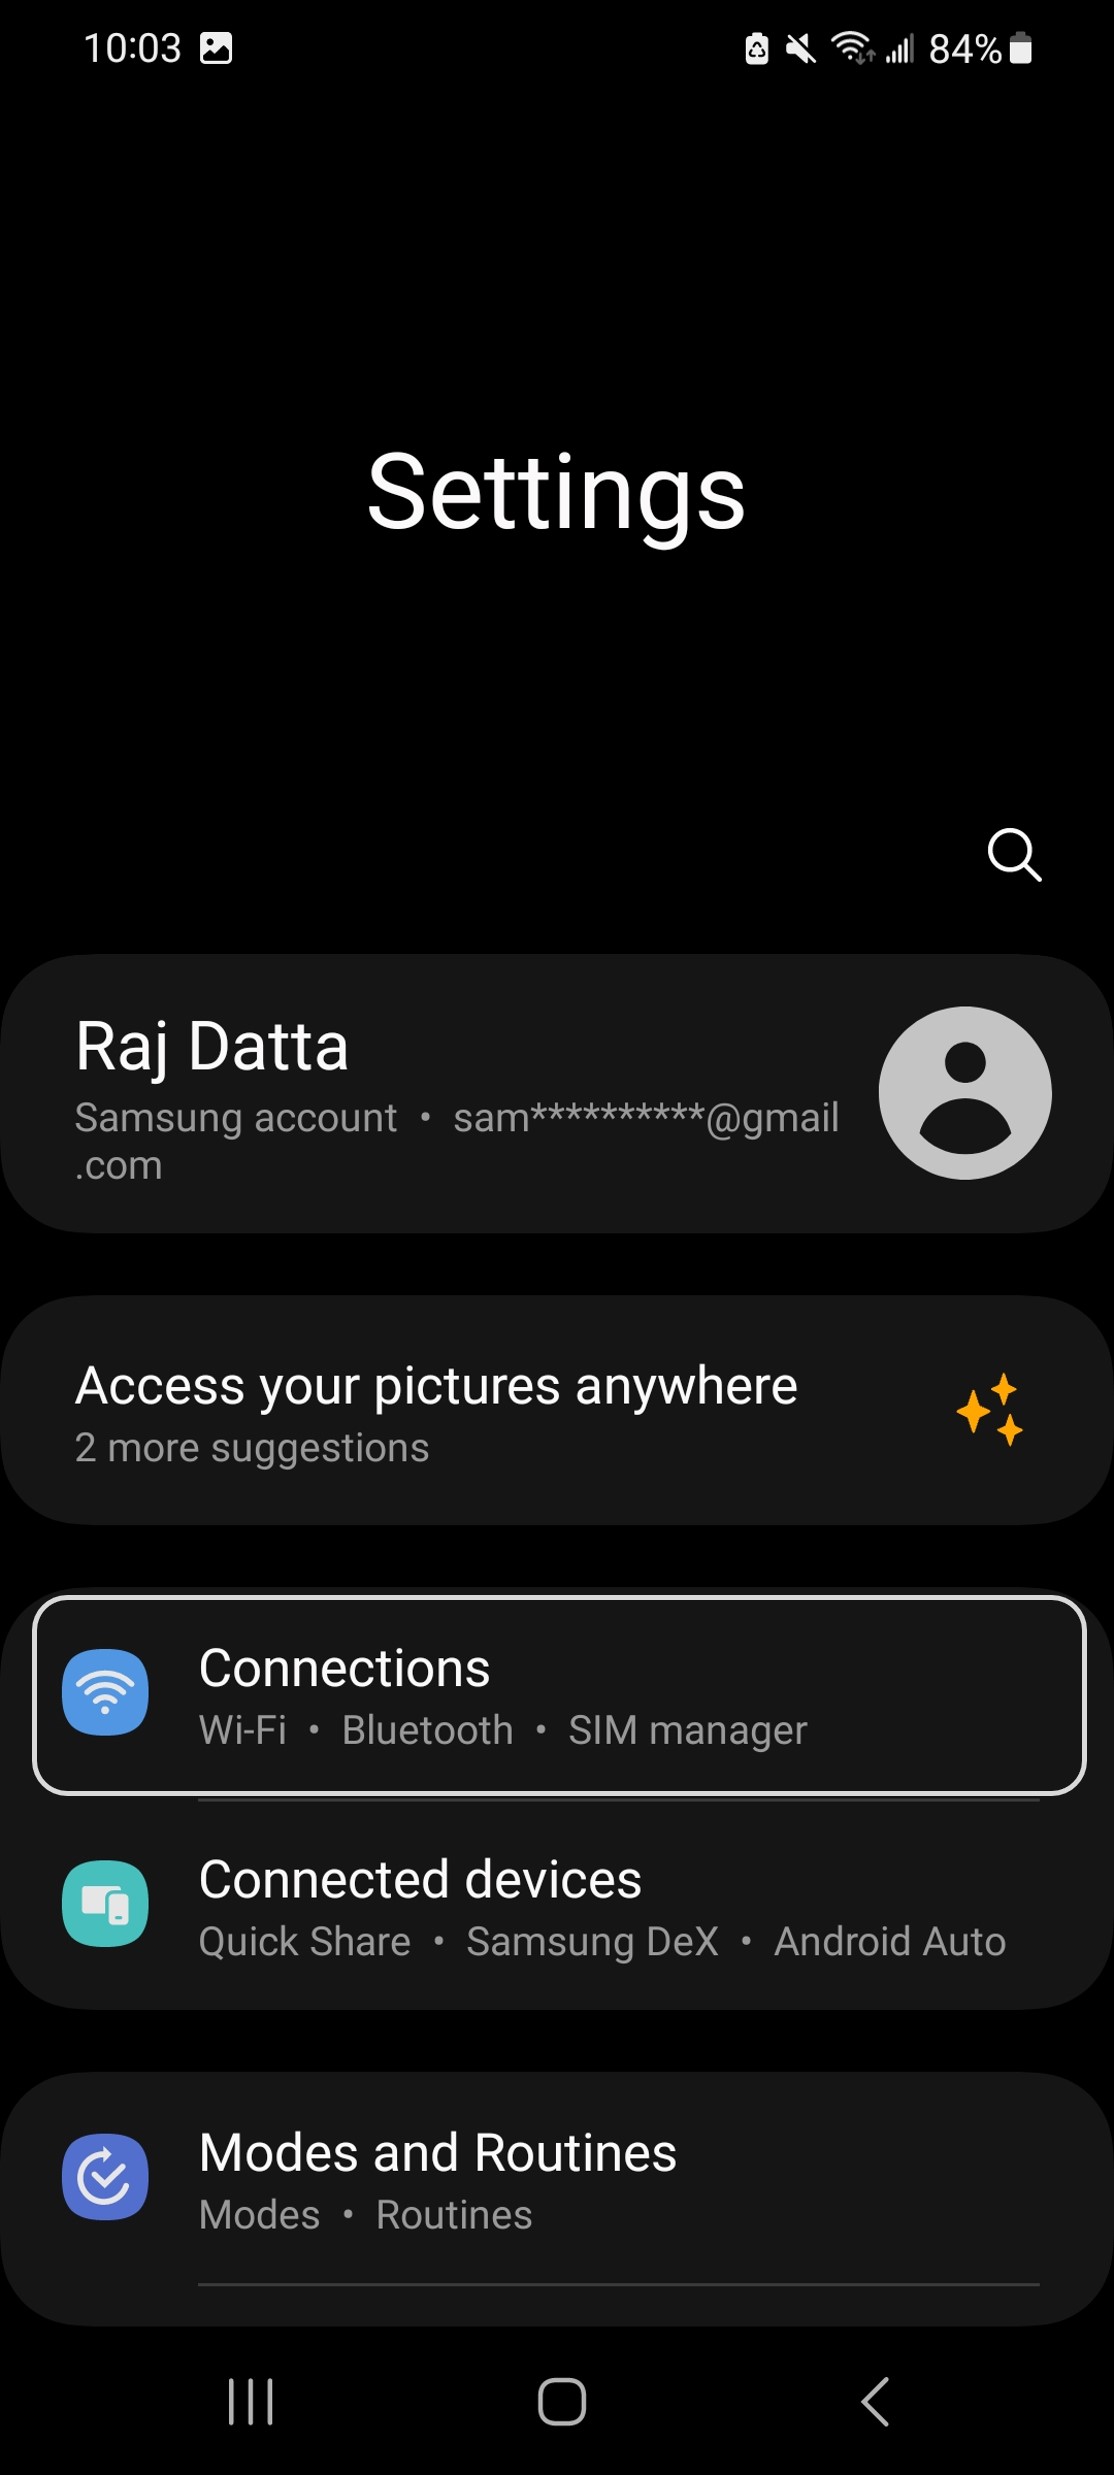 10:03 84%
Settings
Raj Datta
Samsung account • sam**********@gmail
.com
Access your pictures anywhere
2 more suggestions
Connections
Wi-Fi • Bluetooth • SIM manager
Connected devices
Quick Share • Samsung DeX • Android Auto
Modes and Routines
Modes • Routines